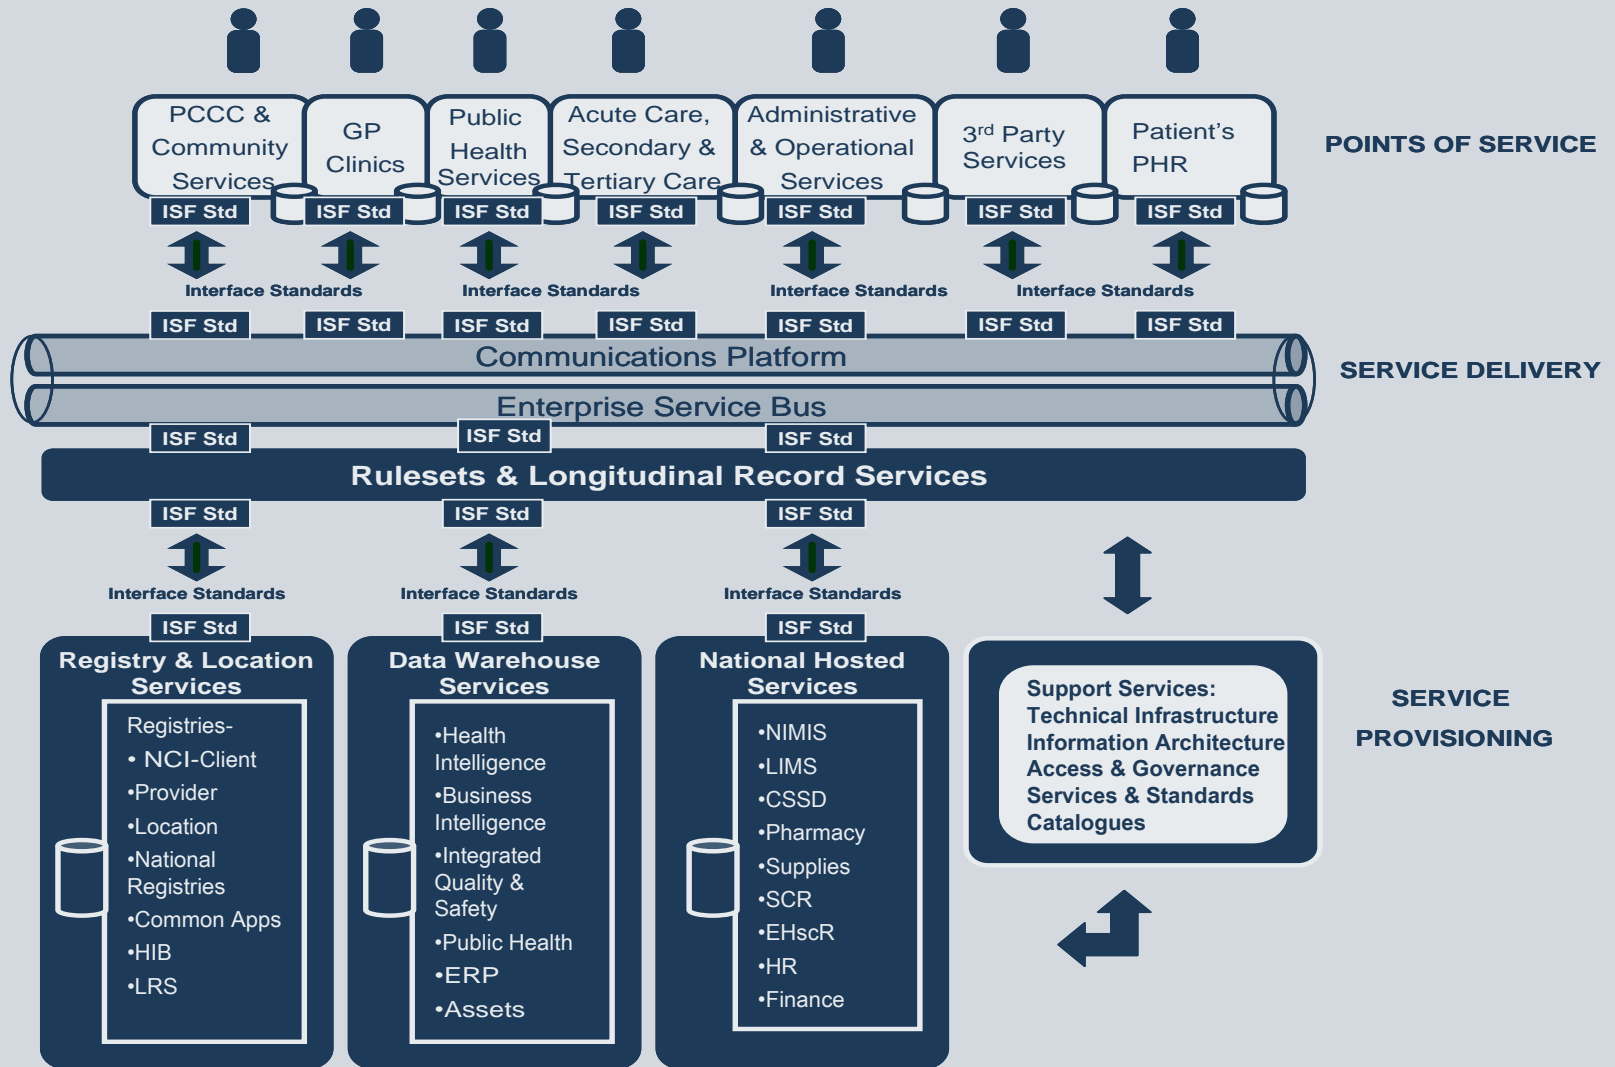 PCCC &
Community
Services
GP
Clinics
Public
Health
Services
Acute Care,
Secondary &
Tertiary Care
Administrative
& Operational
Services
3rd Party
Services
Patient's
PHR
POINTS OF SERVICE
ISF Std
ISF Std
ISF Std
ISF Std
ISF Std
ISF Std
ISF Std
Interface Standards
Interface Standards
Interface Standards
Interface Standards
ISF Std
ISF Std
ISF Std
ISF Std
ISF Std
ISF Std
ISF Std
Communications Platform
SERVICE DELIVERY
Enterprise Service Bus
ISF Std
ISF Std
ISF Std
Rulesets & Longitudinal Record Services
ISF Std
ISF Std
ISF Std
Interface Standards
Interface Standards
Interface Standards
ISF Std
ISF Std
ISF Std
Registry & Location
Services
Registries-
• NCI-Client
•Provider
•Location
•National
Registries
•Common Apps
•HIB
•LRS
Data Warehouse
Services
•Health
Intelligence
•Business
Intelligence
•Integrated
Quality &
Safety
•Public Health
•ERP
•Assets
National Hosted
Services
•NIMIS
•LIMS
•CSSD
•Pharmacy
•Supplies
•SCR
•EHscR
•HR
•Finance
Support Services:
Technical Infrastructure
Information Architecture
Access & Governance
Services & Standards
Catalogues
SERVICE
PROVISIONING